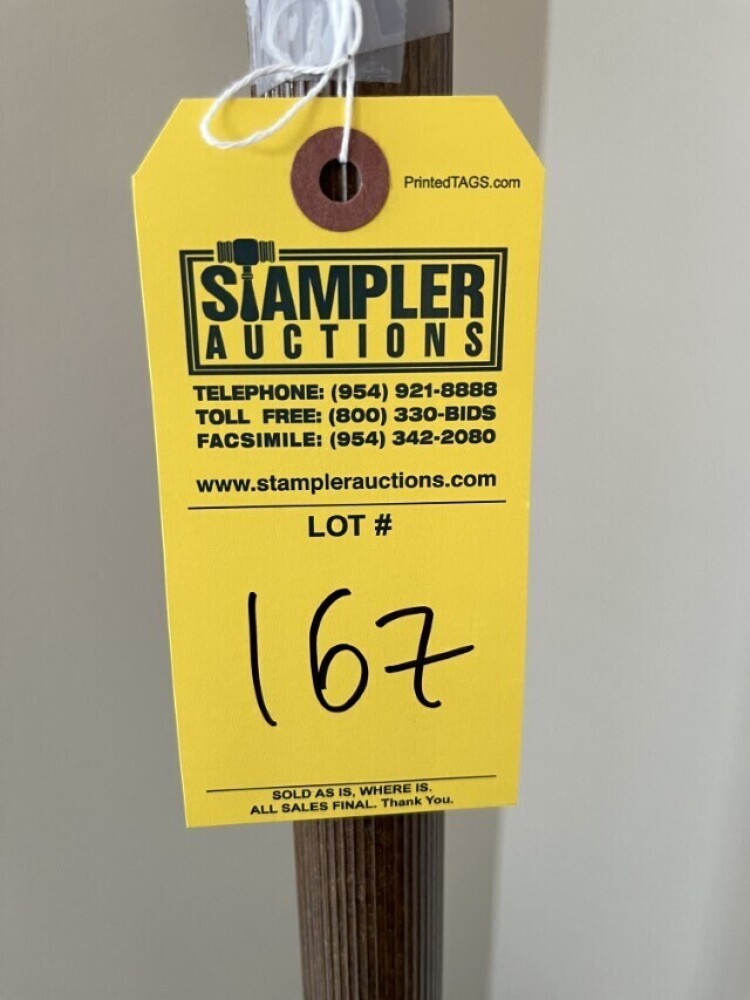 PrintedTAGS.com
STAMPLER
AUCTIONS
TELEPHONE: (954) 921-8888
TOLL FREE: (800) 330-BIDS
FACSIMILE: (954) 342-2080
www.stamplerauctions.com
LOT #
167
SOLD AS IS, WHERE IS.
ALL SALES FINAL. Thank You.